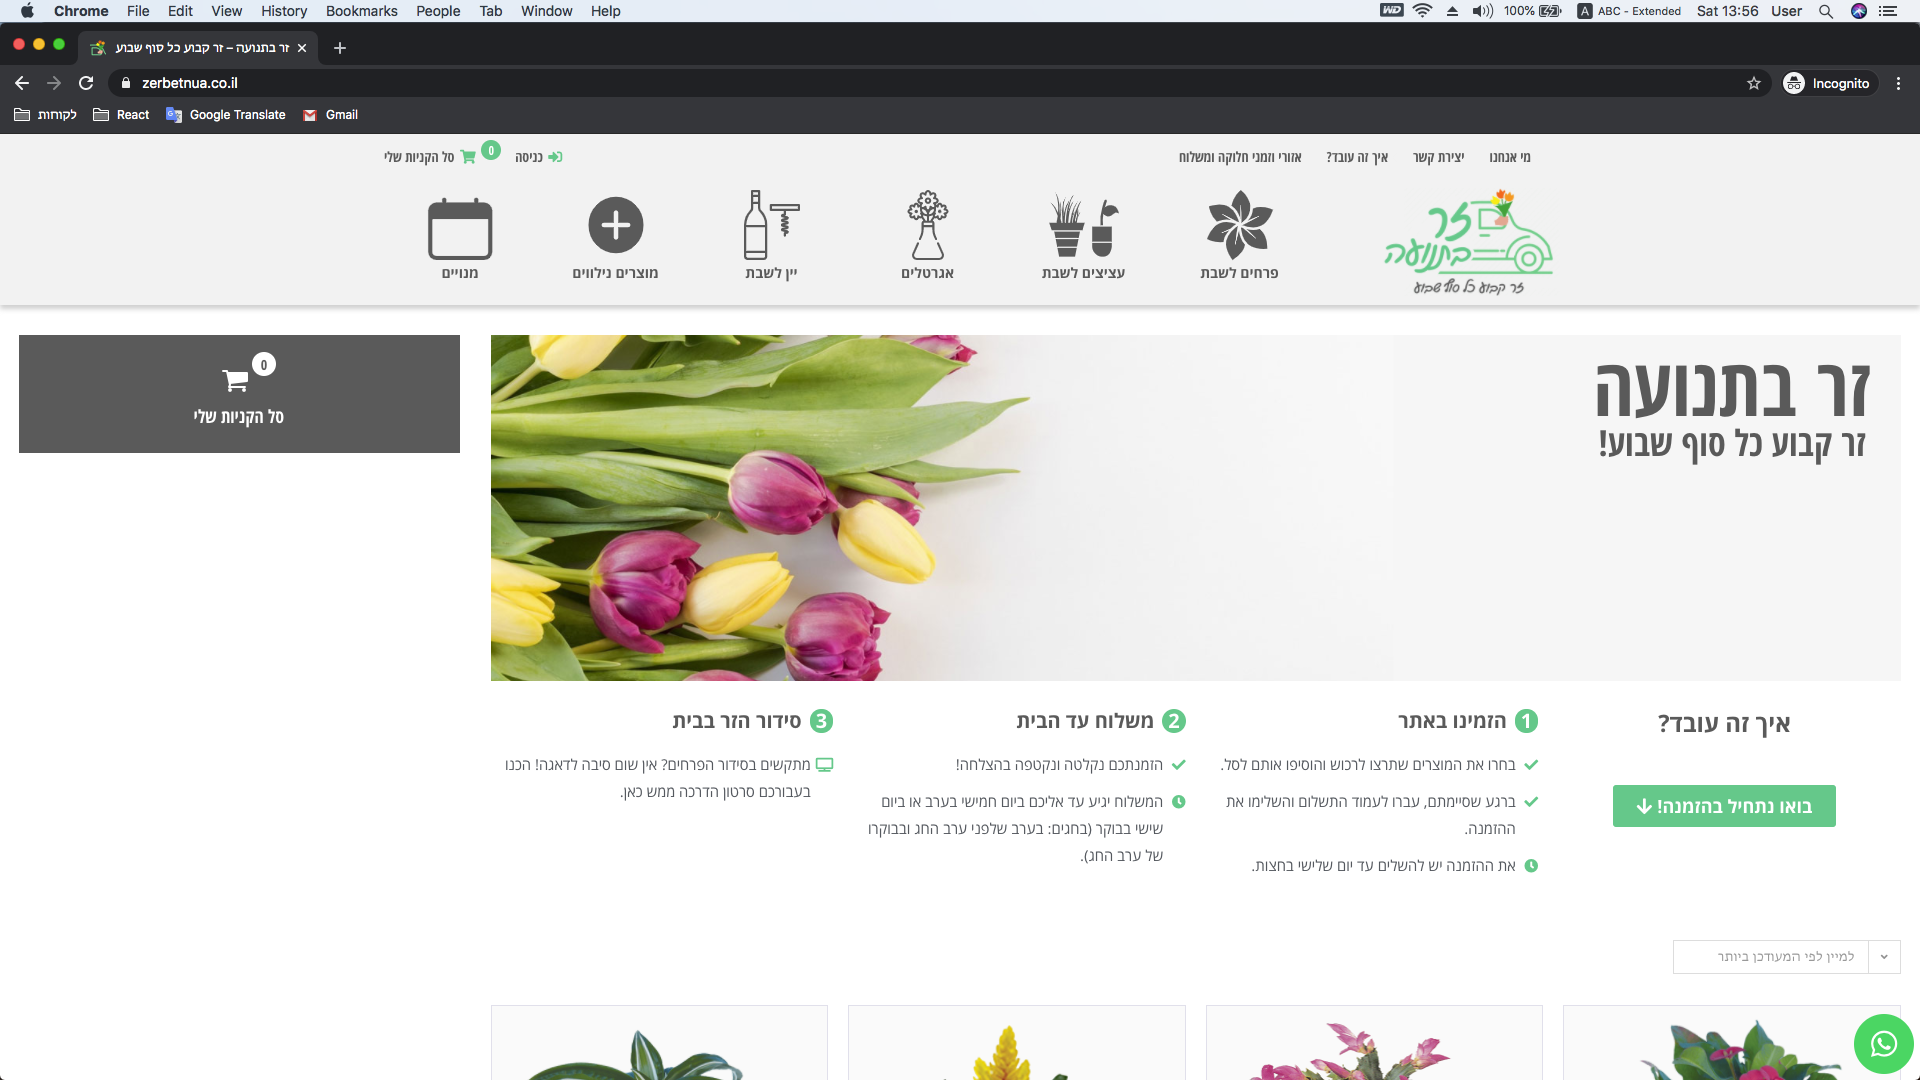 Chrome File Edit View History Bookmarks People Tab Window Help
WD 100% A ABC - Extended Sat 13:56 User
זר בתנועה – זר קבוע כל סוף שבוע
zerbetnua.co.il
Incognito
לקוחות React Google Translate Gmail
מי אנחנו יצירת קשר איך זה עובד? אזורי וזמני חלוקה ומשלוח
כניסה 0 סל הקניות שלי
זר
בתנועה
זר קבוע כל סוף שבוע
פרחים לשבת
עציצים לשבת
אגרטלים
יין לשבת
מוצרים נילווים
מנויים
זר בתנועה
זר קבוע כל סוף שבוע!
0
סל הקניות שלי
איך זה עובד?
בואו נתחיל בהזמנה!
1 הזמינו באתר
בחרו את המוצרים שתרצו לרכוש והוסיפו אותם לסל.
ברגע שסיימתם, עברו לעמוד התשלום והשלימו את
ההזמנה.
את ההזמנה יש להשלים עד יום שלישי בחצות.
2 משלוח עד הבית
הזמנתכם נקלטה ונקטפה בהצלחה!
המשלוח יגיע עד אליכם ביום חמישי בערב או ביום
שישי בבוקר (בחגים: בערב שלפני ערב החג ובבוקרו
של ערב החג).
3 סידור הזר בבית
מתקשים בסידור הפרחים? אין שום סיבה לדאגה! הכנו
בעבורכם סרטון הדרכה ממש כאן.
למיין לפי המעודכן ביותר